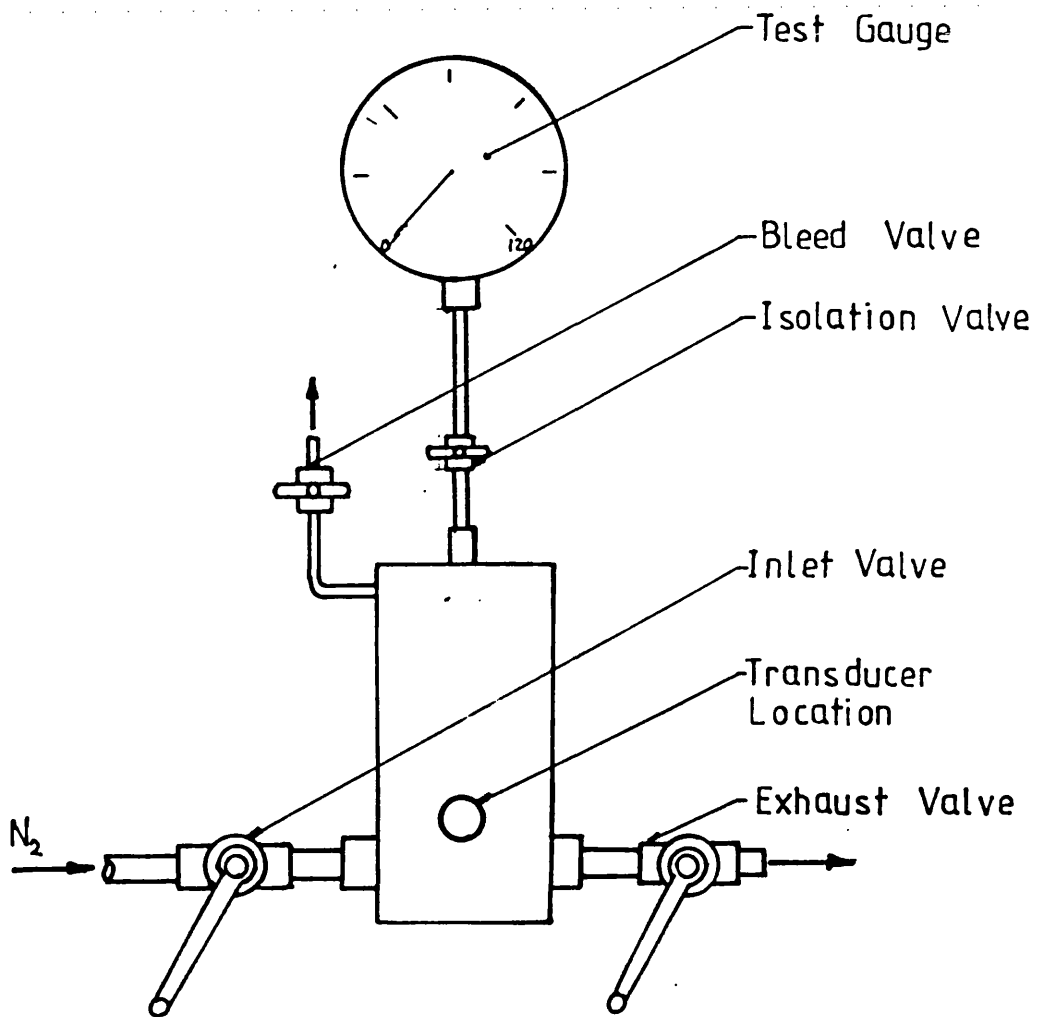 Test Gauge
0
120
Bleed Valve
Isolation Valve
Inlet Valve
Transducer
Location
Exhaust Valve
N₂